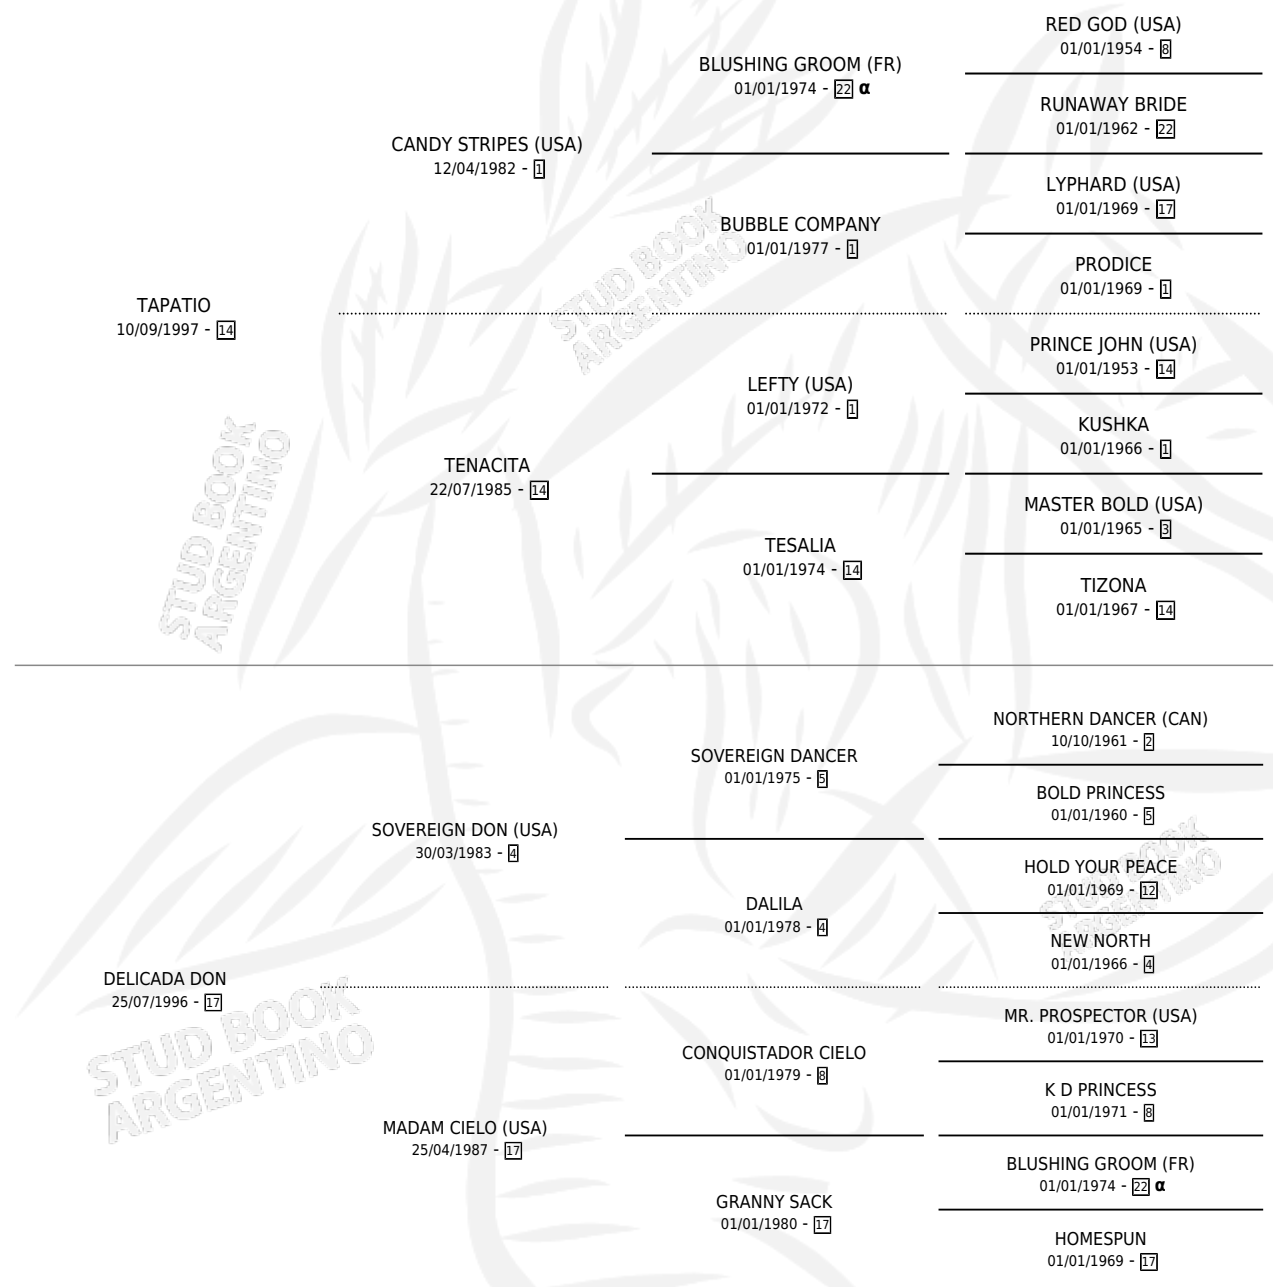 TAPATIO
10/09/1997 - 14
CANDY STRIPES (USA)
12/04/1982 - 1
BLUSHING GROOM (FR)
01/01/1974 - 22 α
RED GOD (USA)
01/01/1954 - 8
RUNAWAY BRIDE
01/01/1962 - 22
BUBBLE COMPANY
01/01/1977 - 1
LYPHARD (USA)
01/01/1969 - 17
PRODICE
01/01/1969 - 1
TENACITA
22/07/1985 - 14
LEFTY (USA)
01/01/1972 - 1
PRINCE JOHN (USA)
01/01/1953 - 14
KUSHKA
01/01/1966 - 1
TESALIA
01/01/1974 - 14
MASTER BOLD (USA)
01/01/1965 - 3
TIZONA
01/01/1967 - 14
DELICADA DON
25/07/1996 - 17
SOVEREIGN DON (USA)
30/03/1983 - 4
SOVEREIGN DANCER
01/01/1975 - 5
NORTHERN DANCER (CAN)
10/10/1961 - 2
BOLD PRINCESS
01/01/1960 - 5
DALILA
01/01/1978 - 4
HOLD YOUR PEACE
01/01/1969 - 12
NEW NORTH
01/01/1966 - 4
MADAM CIELO (USA)
25/04/1987 - 17
CONQUISTADOR CIELO
01/01/1979 - 8
MR. PROSPECTOR (USA)
01/01/1970 - 13
K D PRINCESS
01/01/1971 - 8
GRANNY SACK
01/01/1980 - 17
BLUSHING GROOM (FR)
01/01/1974 - 22 α
HOMESPUN
01/01/1969 - 17
STUD BOOK
ARGENTINO
STUD BOOK
ARGENTINO
STUD BOOK
ARGENTINO
STUD BOOK
ARGENTINO